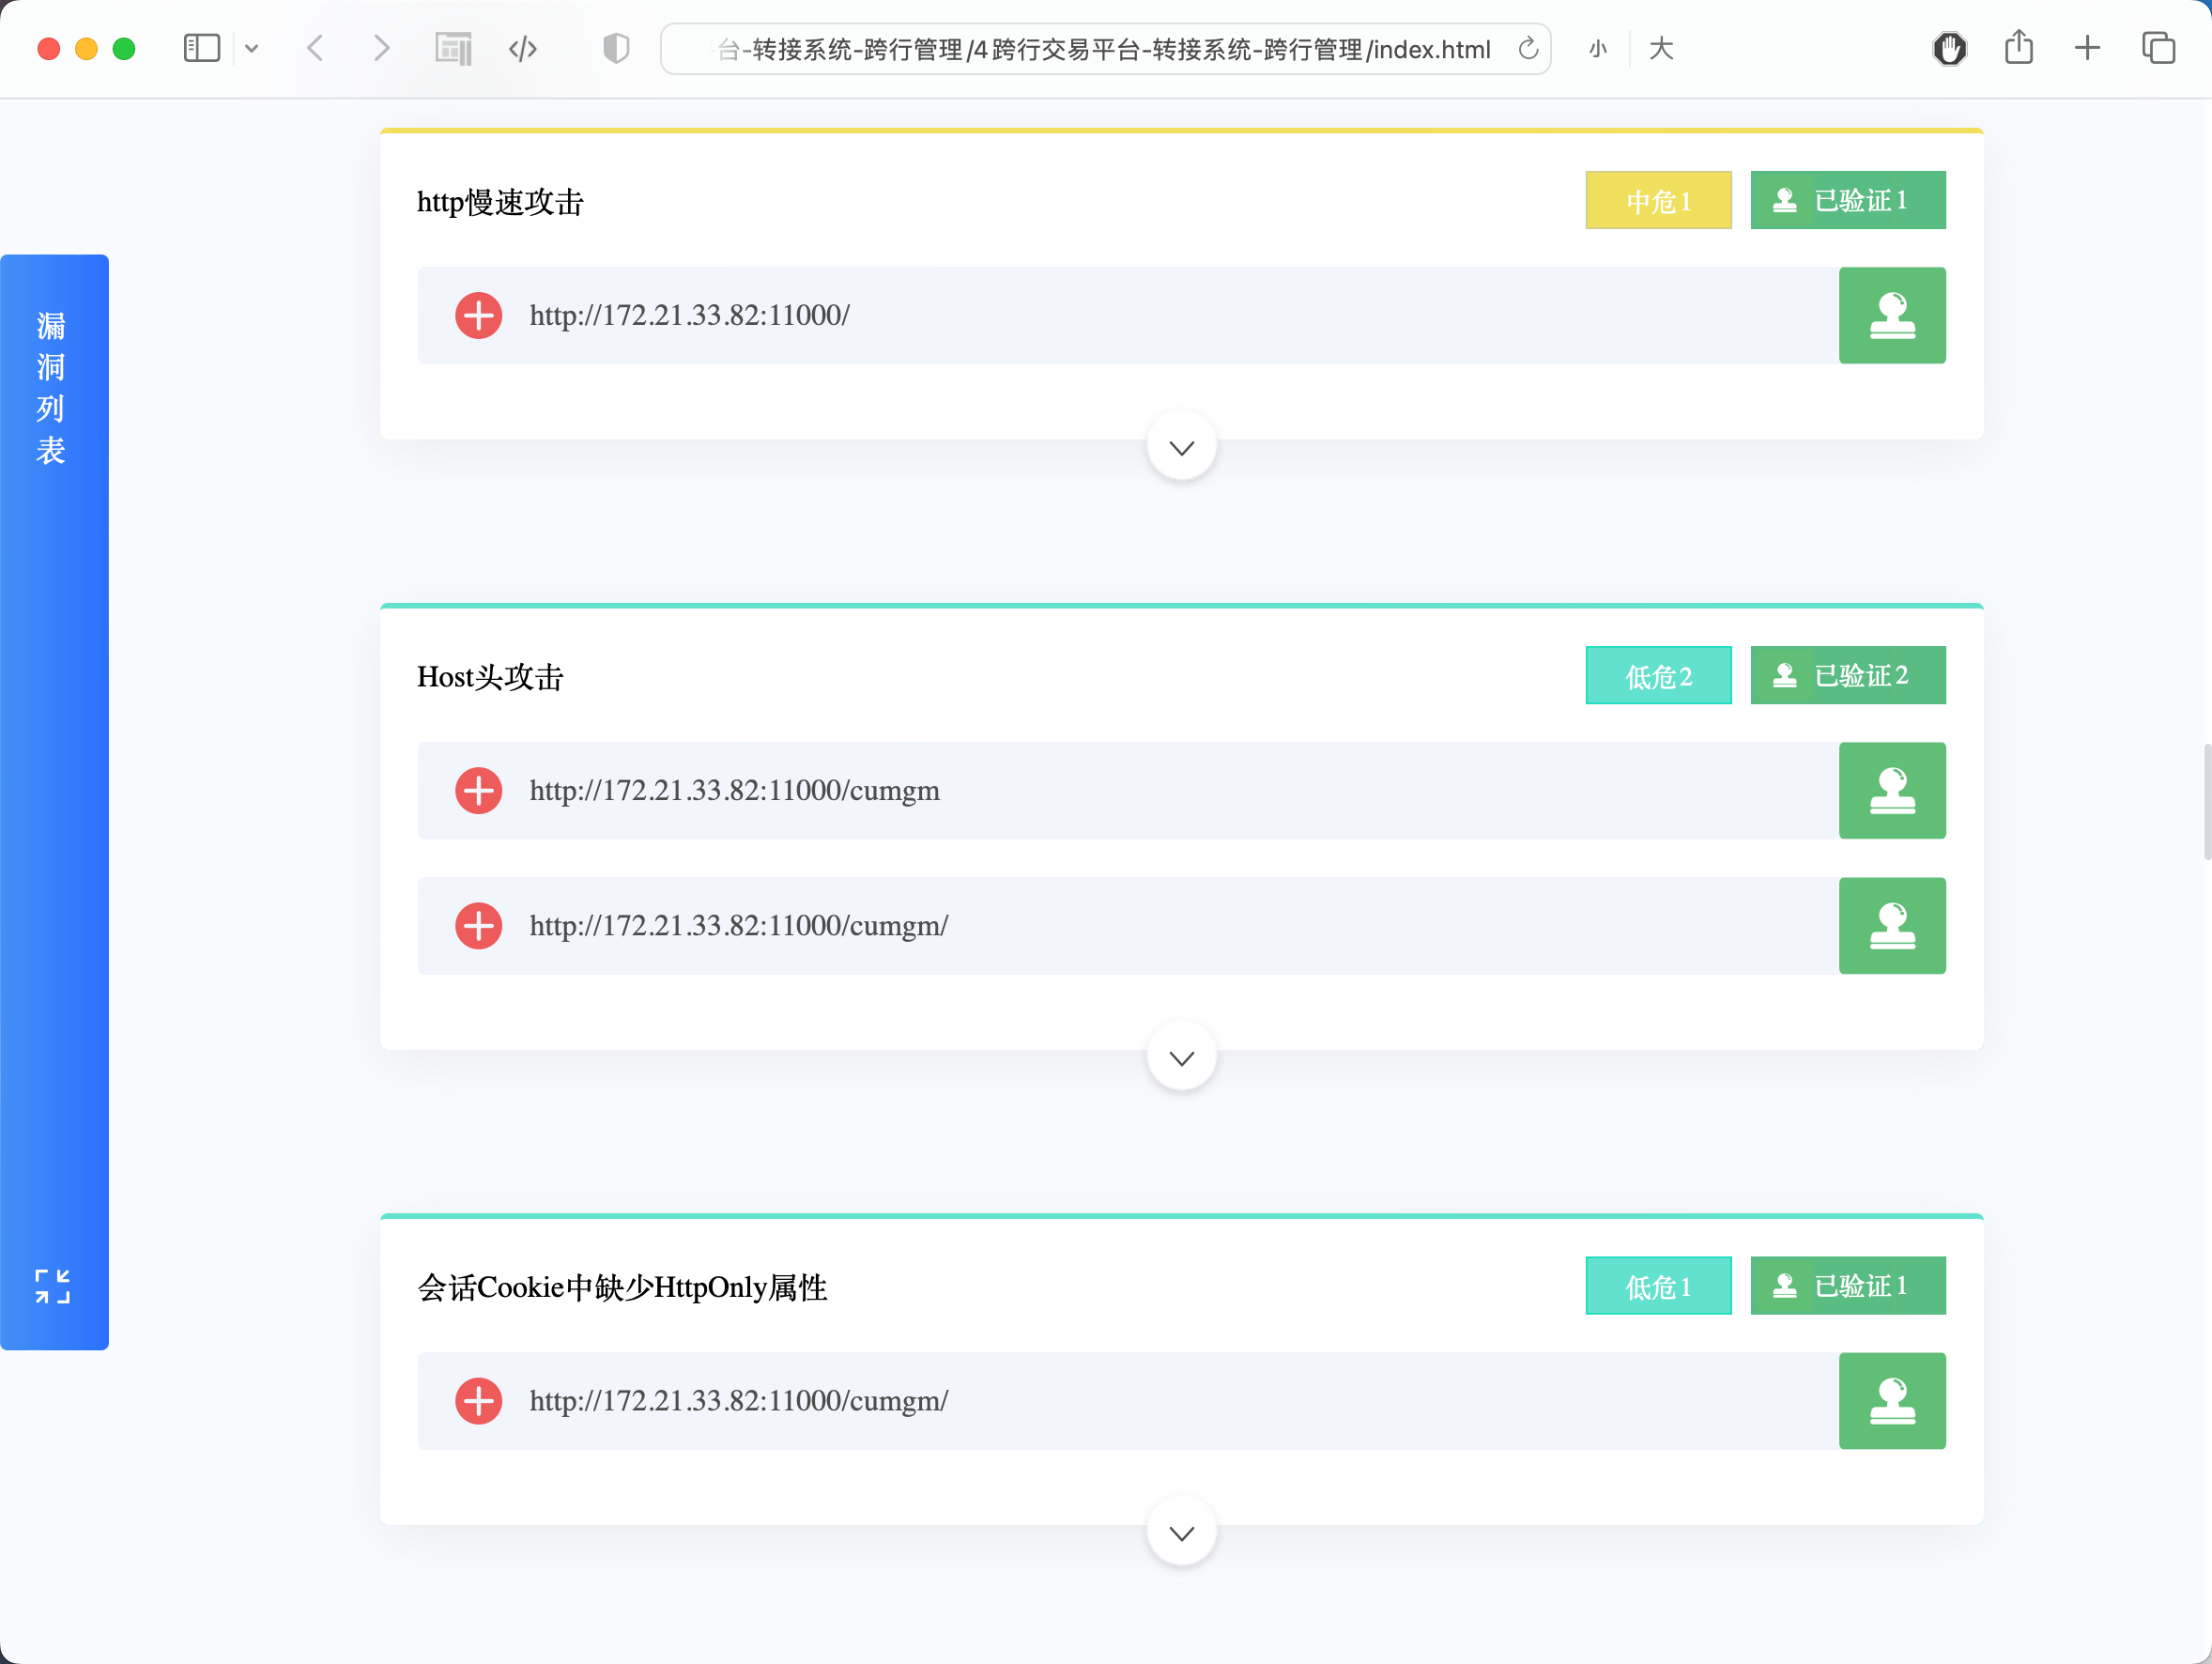 台-转接系统-跨行管理/4跨行交易平台-转接系统-跨行管理/index.html
小
大
漏洞列表
http慢速攻击
中危1
已验证1
http://172.21.33.82:11000/
Host头攻击
低危2
已验证2
http://172.21.33.82:11000/cumgm
http://172.21.33.82:11000/cumgm/
会话Cookie中缺少HttpOnly属性
低危1
已验证1
http://172.21.33.82:11000/cumgm/